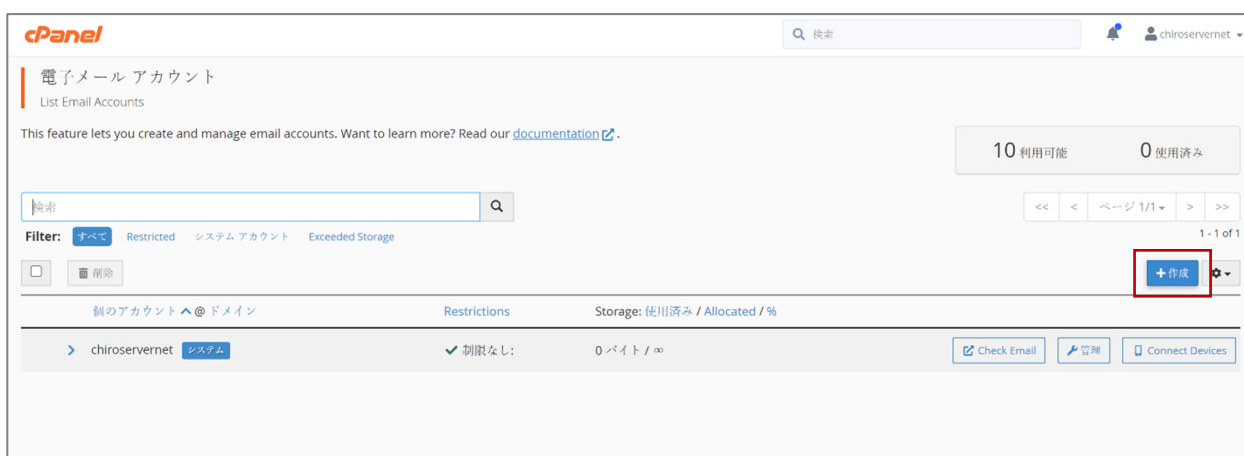 cPanel
検索
chiroservernet
電子メール アカウント
List Email Accounts
This feature lets you create and manage email accounts. Want to learn more? Read our documentation .
10 利用可能 0 使用済み
検索
<< < ページ 1/1 > >>
Filter: すべて Restricted システム アカウント Exceeded Storage
1 - 1 of 1
削除
+作成
個のアカウント @ ドメイン Restrictions Storage: 使用済み / Allocated / %
chiroservernet システム 制限なし: 0 バイト / ∞ Check Email 管理 Connect Devices